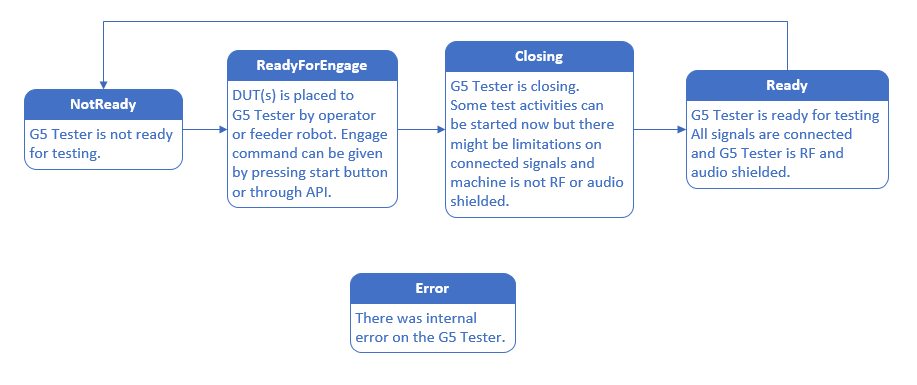 NotReady
G5 Tester is not ready
for testing.
ReadyForEngage
DUT(s) is placed to
G5 Tester by operator
or feeder robot. Engage
command can be given
by pressing start button
or through API.
Closing
G5 Tester is closing.
Some test activities can
be started now but there
might be limitations on
connected signals and
machine is not RF or audio
shielded.
Ready
G5 Tester is ready for testing
All signals are connected
and G5 Tester is RF and
audio shielded.
Error
There was internal
error on the G5 Tester.